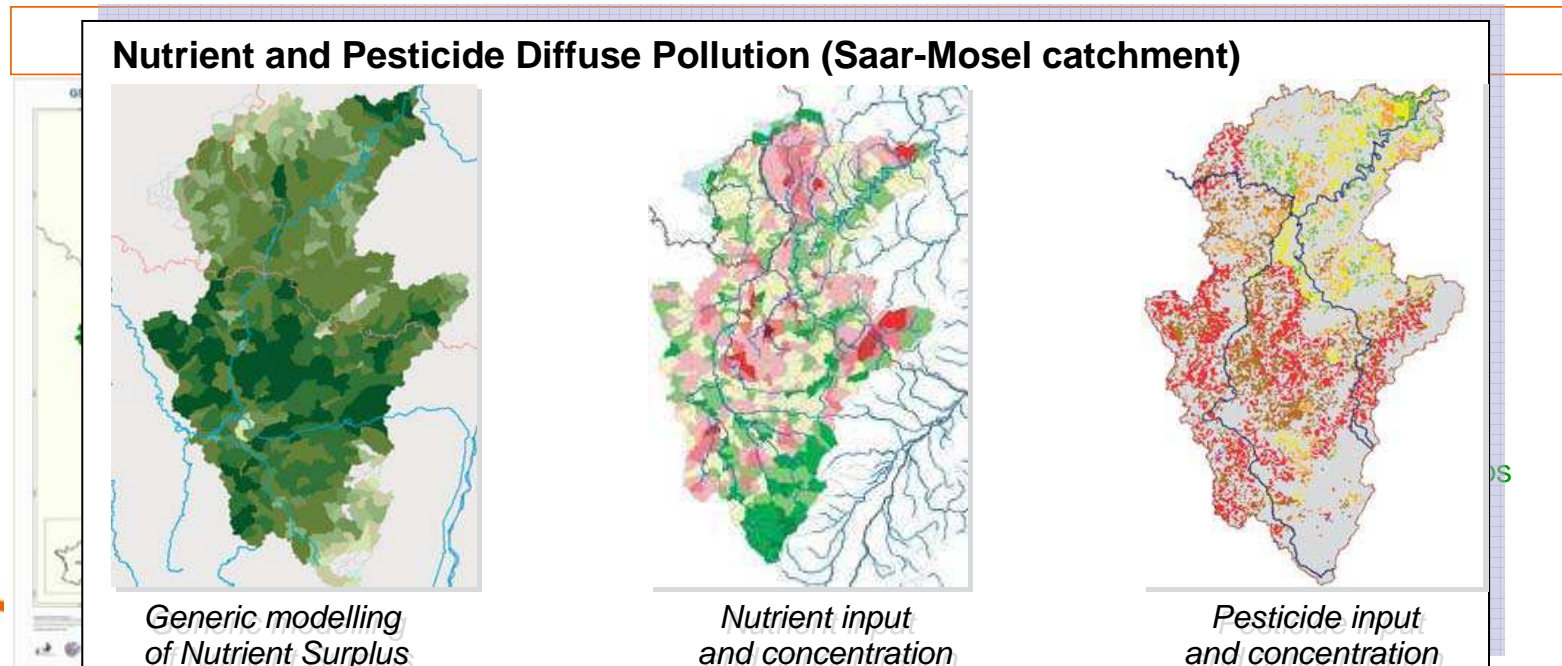 Nutrient and Pesticide Diffuse Pollution (Saar-Mosel catchment)
Generic modelling
of Nutrient Surplus
Nutrient input
and concentration
Pesticide input
and concentration